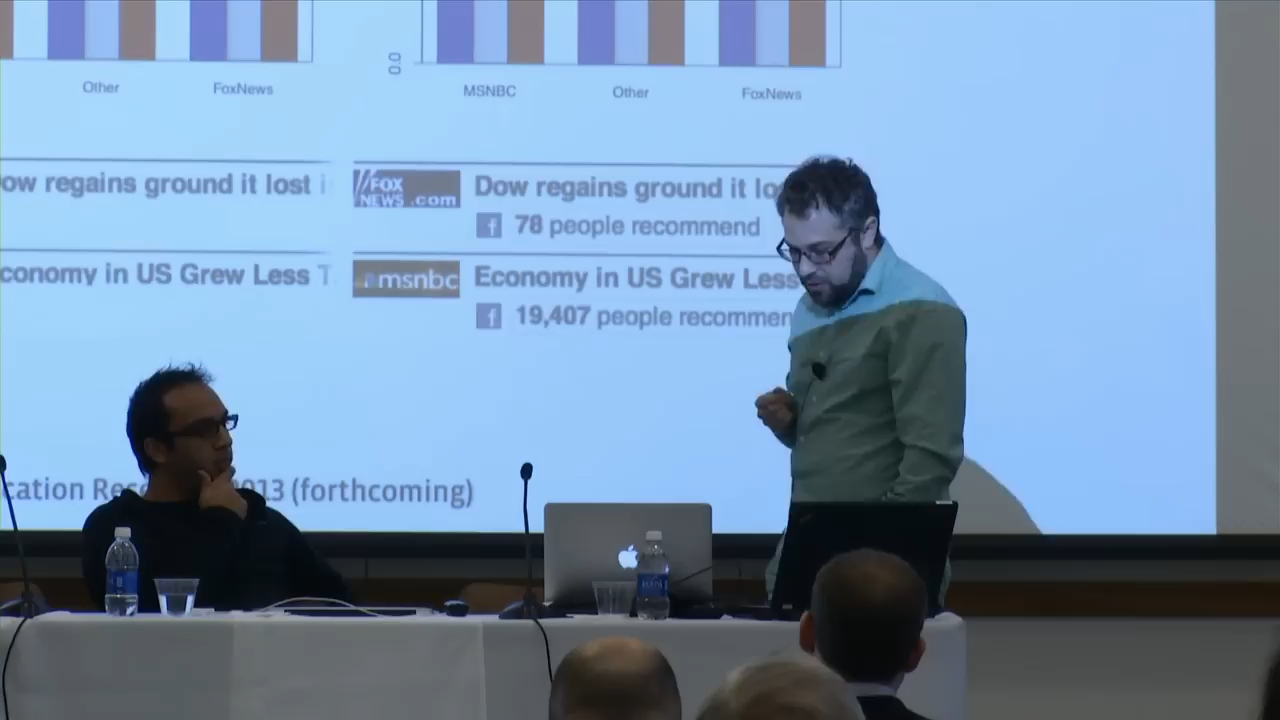 0.0
Other
FoxNews
MSNBC
Other
FoxNews
ow regains ground it lost i
FOX
NEWS.com
Dow regains ground it lo
f 78 people recommend
conomy in US Grew Less T
msnbc
Economy in US Grew Less
f 19,407 people recommen
cation Rec 2013 (forthcoming)